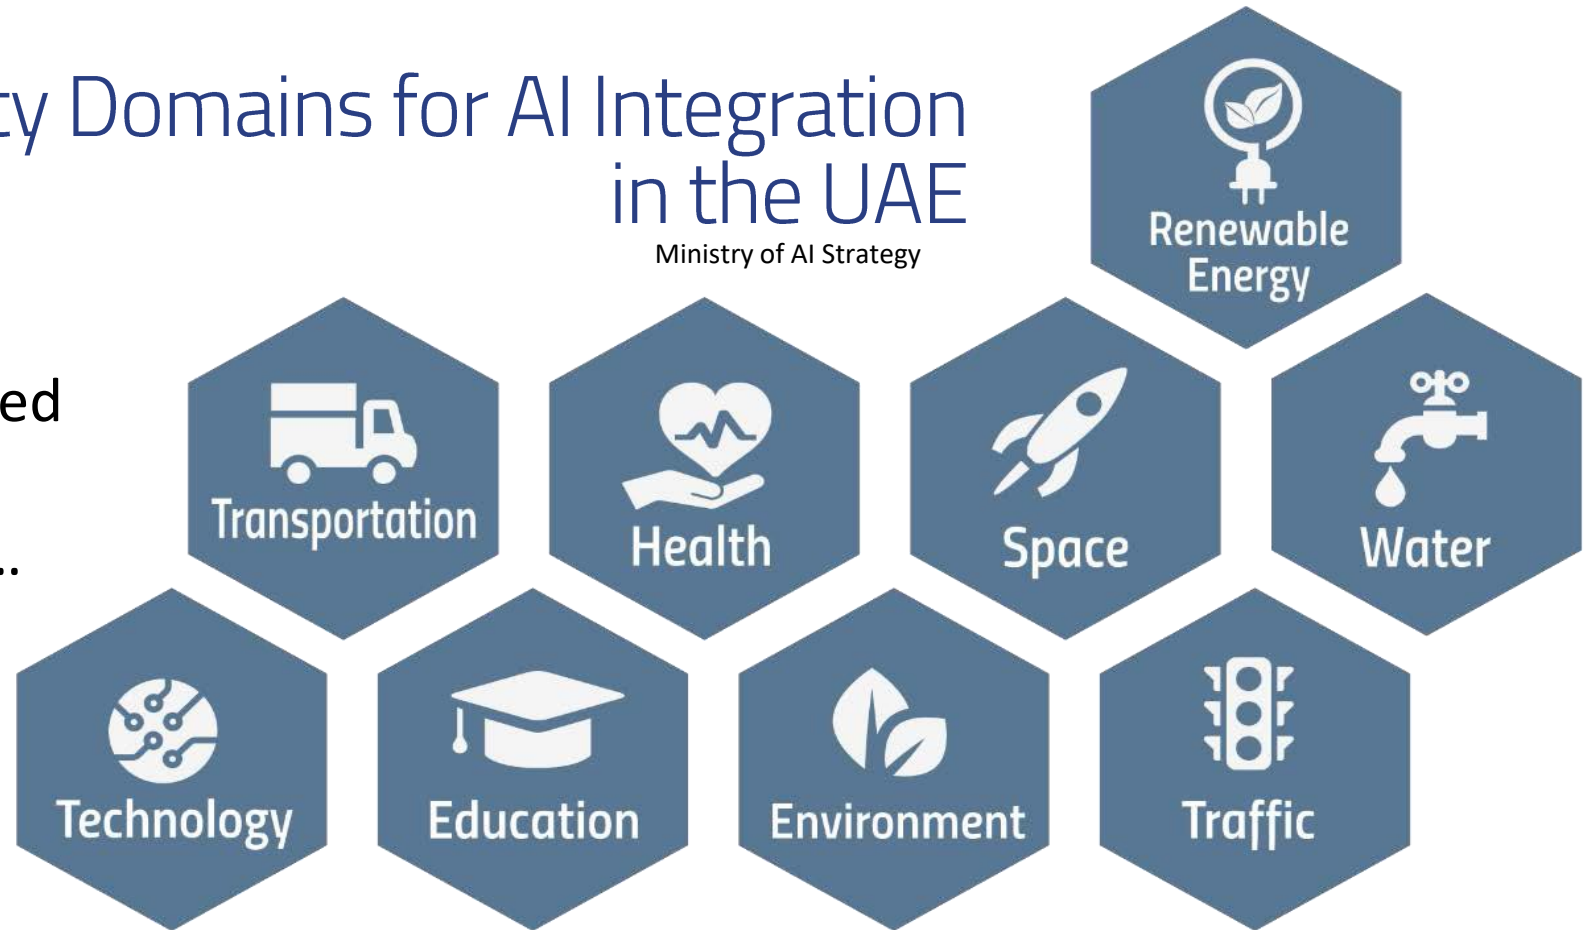 ty Domains for AI Integration
in the UAE
Ministry of AI Strategy
Renewable
Energy
ed
Transportation
Health
Space
Water
..
Technology
Education
Environment
Traffic